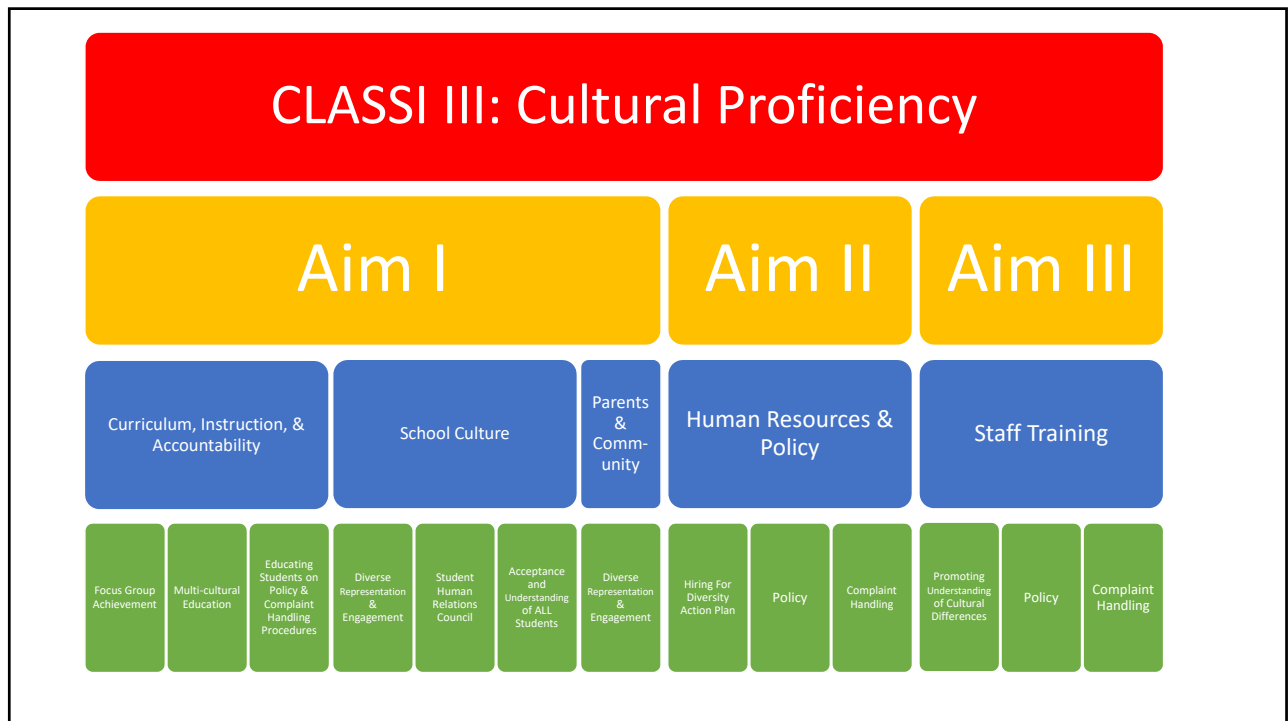 CLASSI III: Cultural Proficiency
Aim I
Aim II
Aim III
Curriculum, Instruction, &
Accountability
School Culture
Parents
&
Comm-
unity
Human Resources &
Policy
Staff Training
Focus Group
Achievement
Multi-cultural
Education
Educating
Students on
Policy &
Complaint
Handling
Procedures
Diverse
Representation
&
Engagement
Student
Human
Relations
Council
Acceptance
and
Understanding
of ALL
Students
Diverse
Representation
&
Engagement
Hiring For
Diversity
Action Plan
Policy
Complaint
Handling
Promoting
Understanding
of Cultural
Differences
Policy
Complaint
Handling